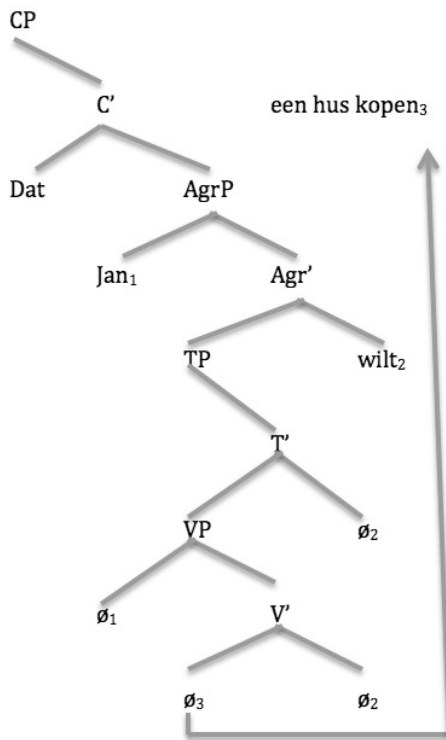 CP
C’ een hus kopen₃
Dat AgrP
Jan₁ Agr’
TP wilt₂
T’
VP ø₂
ø₁ V’
ø₃ ø₂